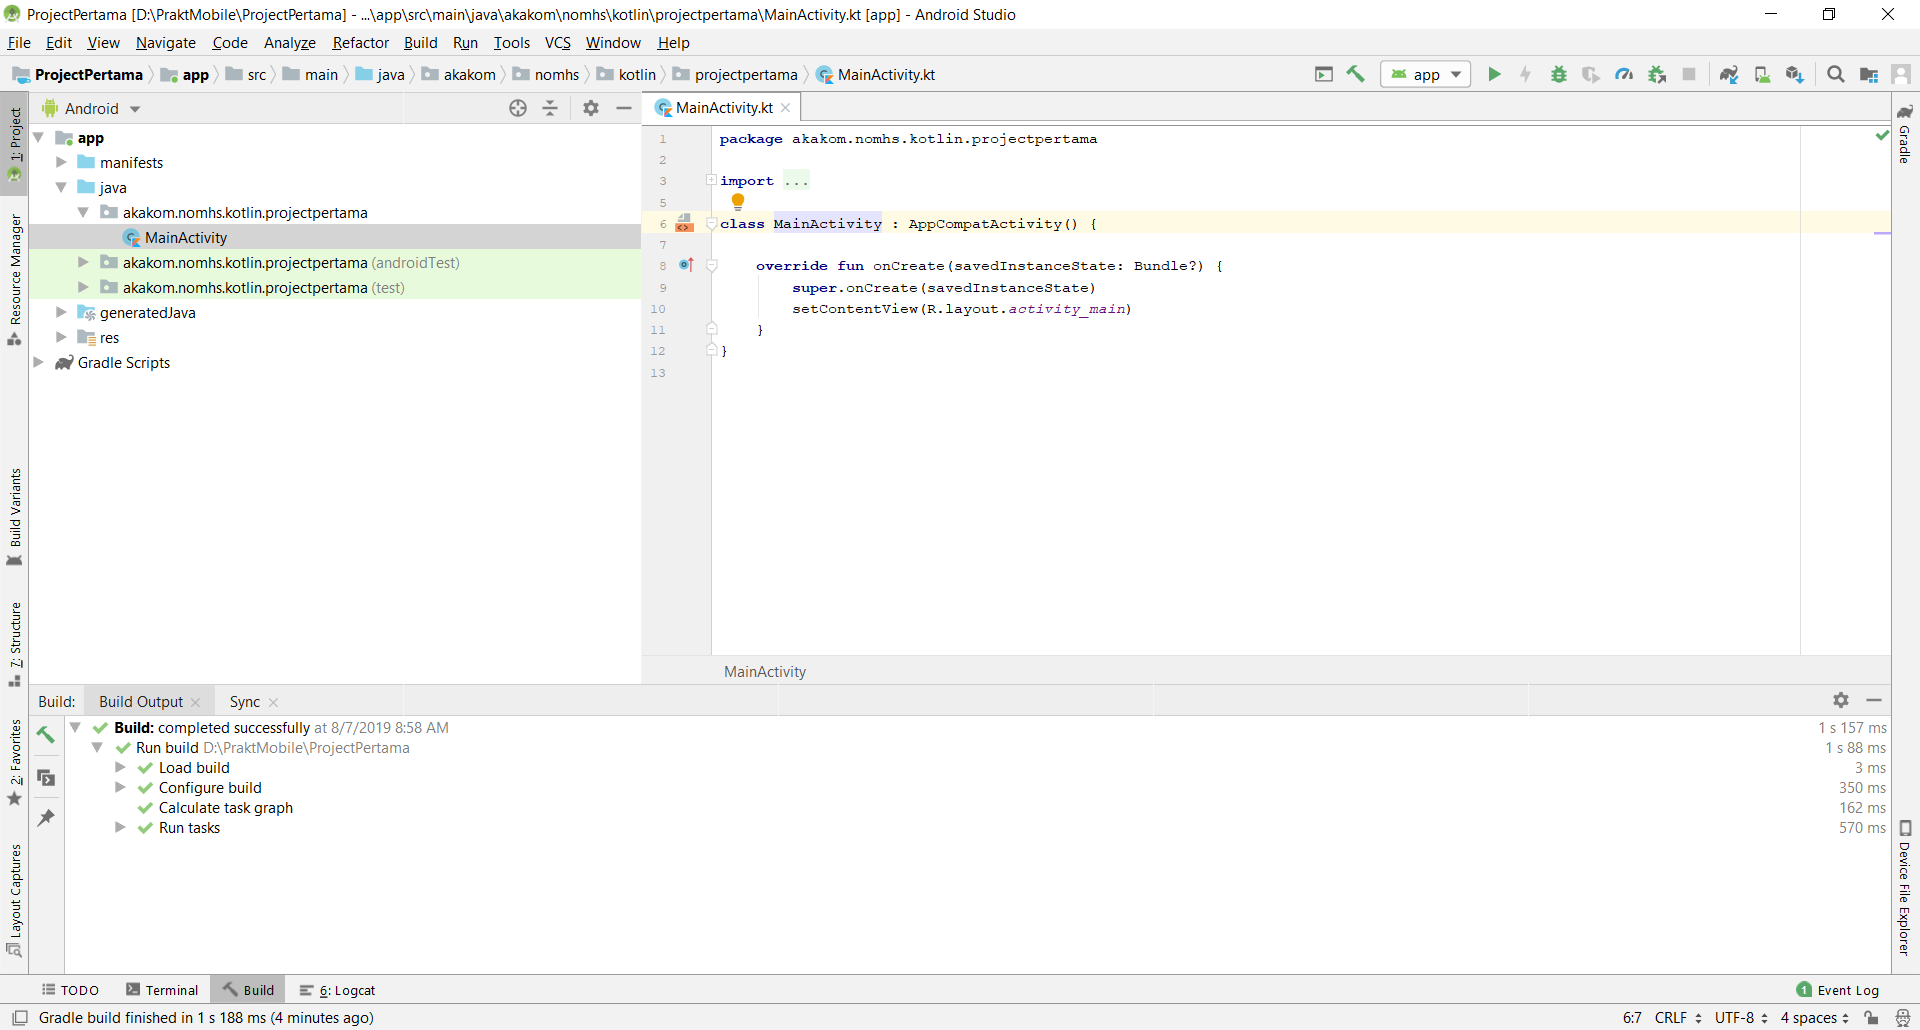 ProjectPertama [D:\PraktMobile\ProjectPertama] - ...\app\src\main\java\akakom\nomhs\kotlin\projectpertama\MainActivity.kt [app] - Android Studio
File Edit View Navigate Code Analyze Refactor Build Run Tools VCS Window Help
ProjectPertama app src main java akakom nomhs kotlin projectpertama MainActivity.kt app
1: Project
Resource Manager
Build Variants
7: Structure
2: Favorites
Layout Captures
Android
app
manifests
java
akakom.nomhs.kotlin.projectpertama
MainActivity
akakom.nomhs.kotlin.projectpertama (androidTest)
akakom.nomhs.kotlin.projectpertama (test)
generatedJava
res
Gradle Scripts
MainActivity.kt
1 package akakom.nomhs.kotlin.projectpertama
2
3 import ...
5
6 class MainActivity : AppCompatActivity() {
7
8 override fun onCreate(savedInstanceState: Bundle?) {
9 super.onCreate(savedInstanceState)
10 setContentView(R.layout.activity_main)
11 }
12 }
13
MainActivity
Gradle
Device File Explorer
Build: Build Output Sync
Build: completed successfully at 8/7/2019 8:58 AM 1 s 157 ms
Run build D:\PraktMobile\ProjectPertama 1 s 88 ms
Load build 3 ms
Configure build 350 ms
Calculate task graph 162 ms
Run tasks 570 ms
TODO Terminal Build 6: Logcat 1 Event Log
Gradle build finished in 1 s 188 ms (4 minutes ago) 6:7 CRLF UTF-8 4 spaces